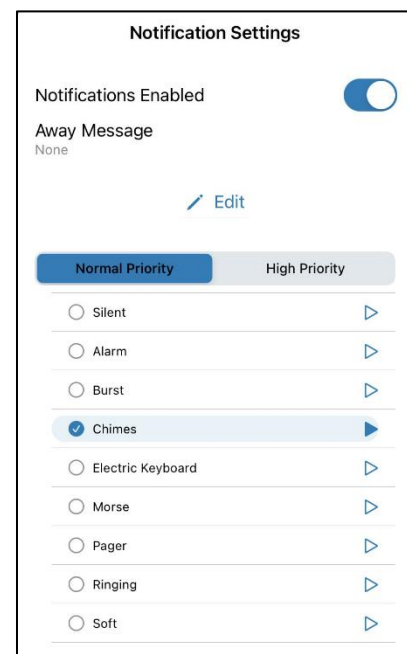 Notification Settings
Notifications Enabled
Away Message
None
Edit
Normal Priority High Priority
Silent
Alarm
Burst
Chimes
Electric Keyboard
Morse
Pager
Ringing
Soft